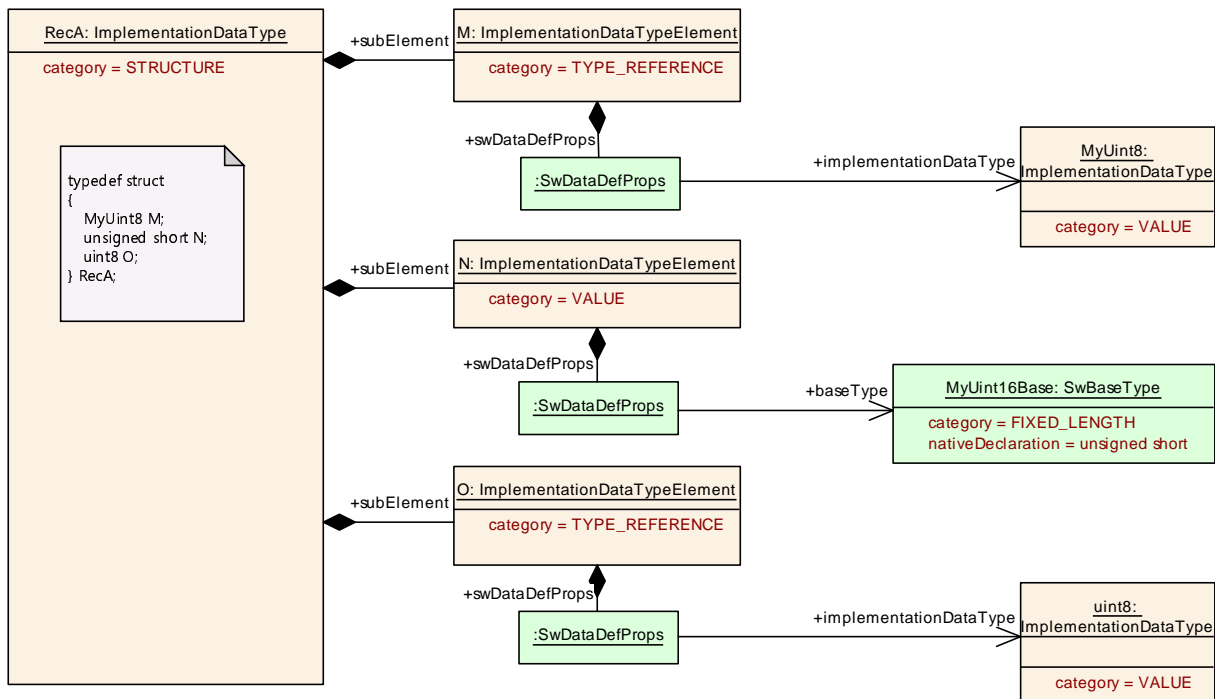 RecA: ImplementationDataType
category = STRUCTURE
typedef struct
{
MyUint8 M;
unsigned short N;
uint8 O;
} RecA;
+subElement
M: ImplementationDataTypeElement
category = TYPE_REFERENCE
+swDataDefProps
:SwDataDefProps
+implementationDataType
MyUint8:
ImplementationDataType
category = VALUE
+subElement
N: ImplementationDataTypeElement
category = VALUE
+swDataDefProps
:SwDataDefProps
+baseType
MyUint16Base: SwBaseType
category = FIXED_LENGTH
nativeDeclaration = unsigned short
+subElement
O: ImplementationDataTypeElement
category = TYPE_REFERENCE
+swDataDefProps
:SwDataDefProps
+implementationDataType
uint8:
ImplementationDataType
category = VALUE